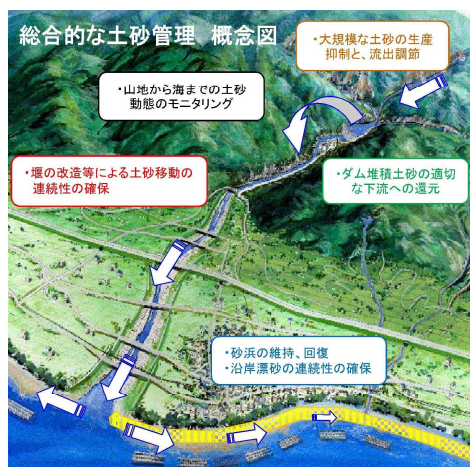 総合的な土砂管理 概念図
・大規模な土砂の生産
抑制と、流出調節
・山地から海までの土砂
動態のモニタリング
・堰の改造等による土砂移動の
連続性の確保
・ダム堆積土砂の適切
な下流への還元
・砂浜の維持、回復
・沿岸漂砂の連続性の確保